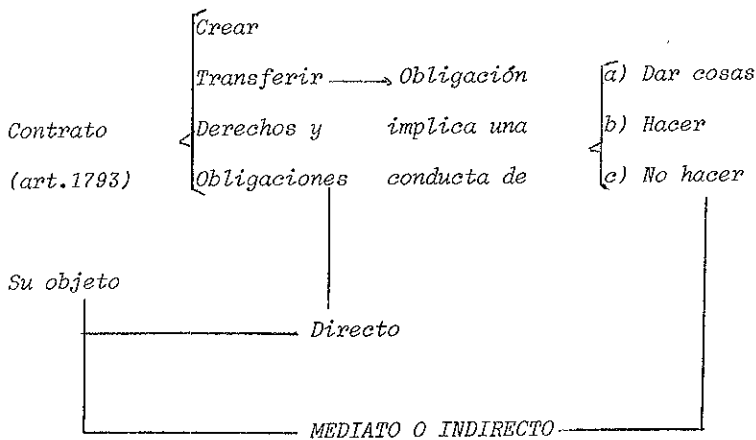 Crear
Transferir Obligación a) Dar cosas
Contrato Derechos y implica una b) Hacer
(art.1793) Obligaciones conducta de c) No hacer
Su objeto
Directo
MEDIATO O INDIRECTO